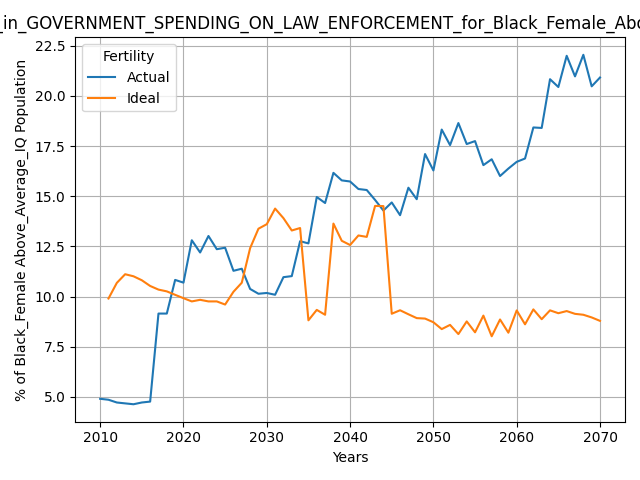 _in_GOVERNMENT_SPENDING_ON_LAW_ENFORCEMENT_for_Black_Female_Abo
Fertility
Actual
Ideal
% of Black_Female Above_Average_IQ Population
22.5
20.0
17.5
15.0
12.5
10.0
7.5
5.0
2010 2020 2030 2040 2050 2060 2070
Years